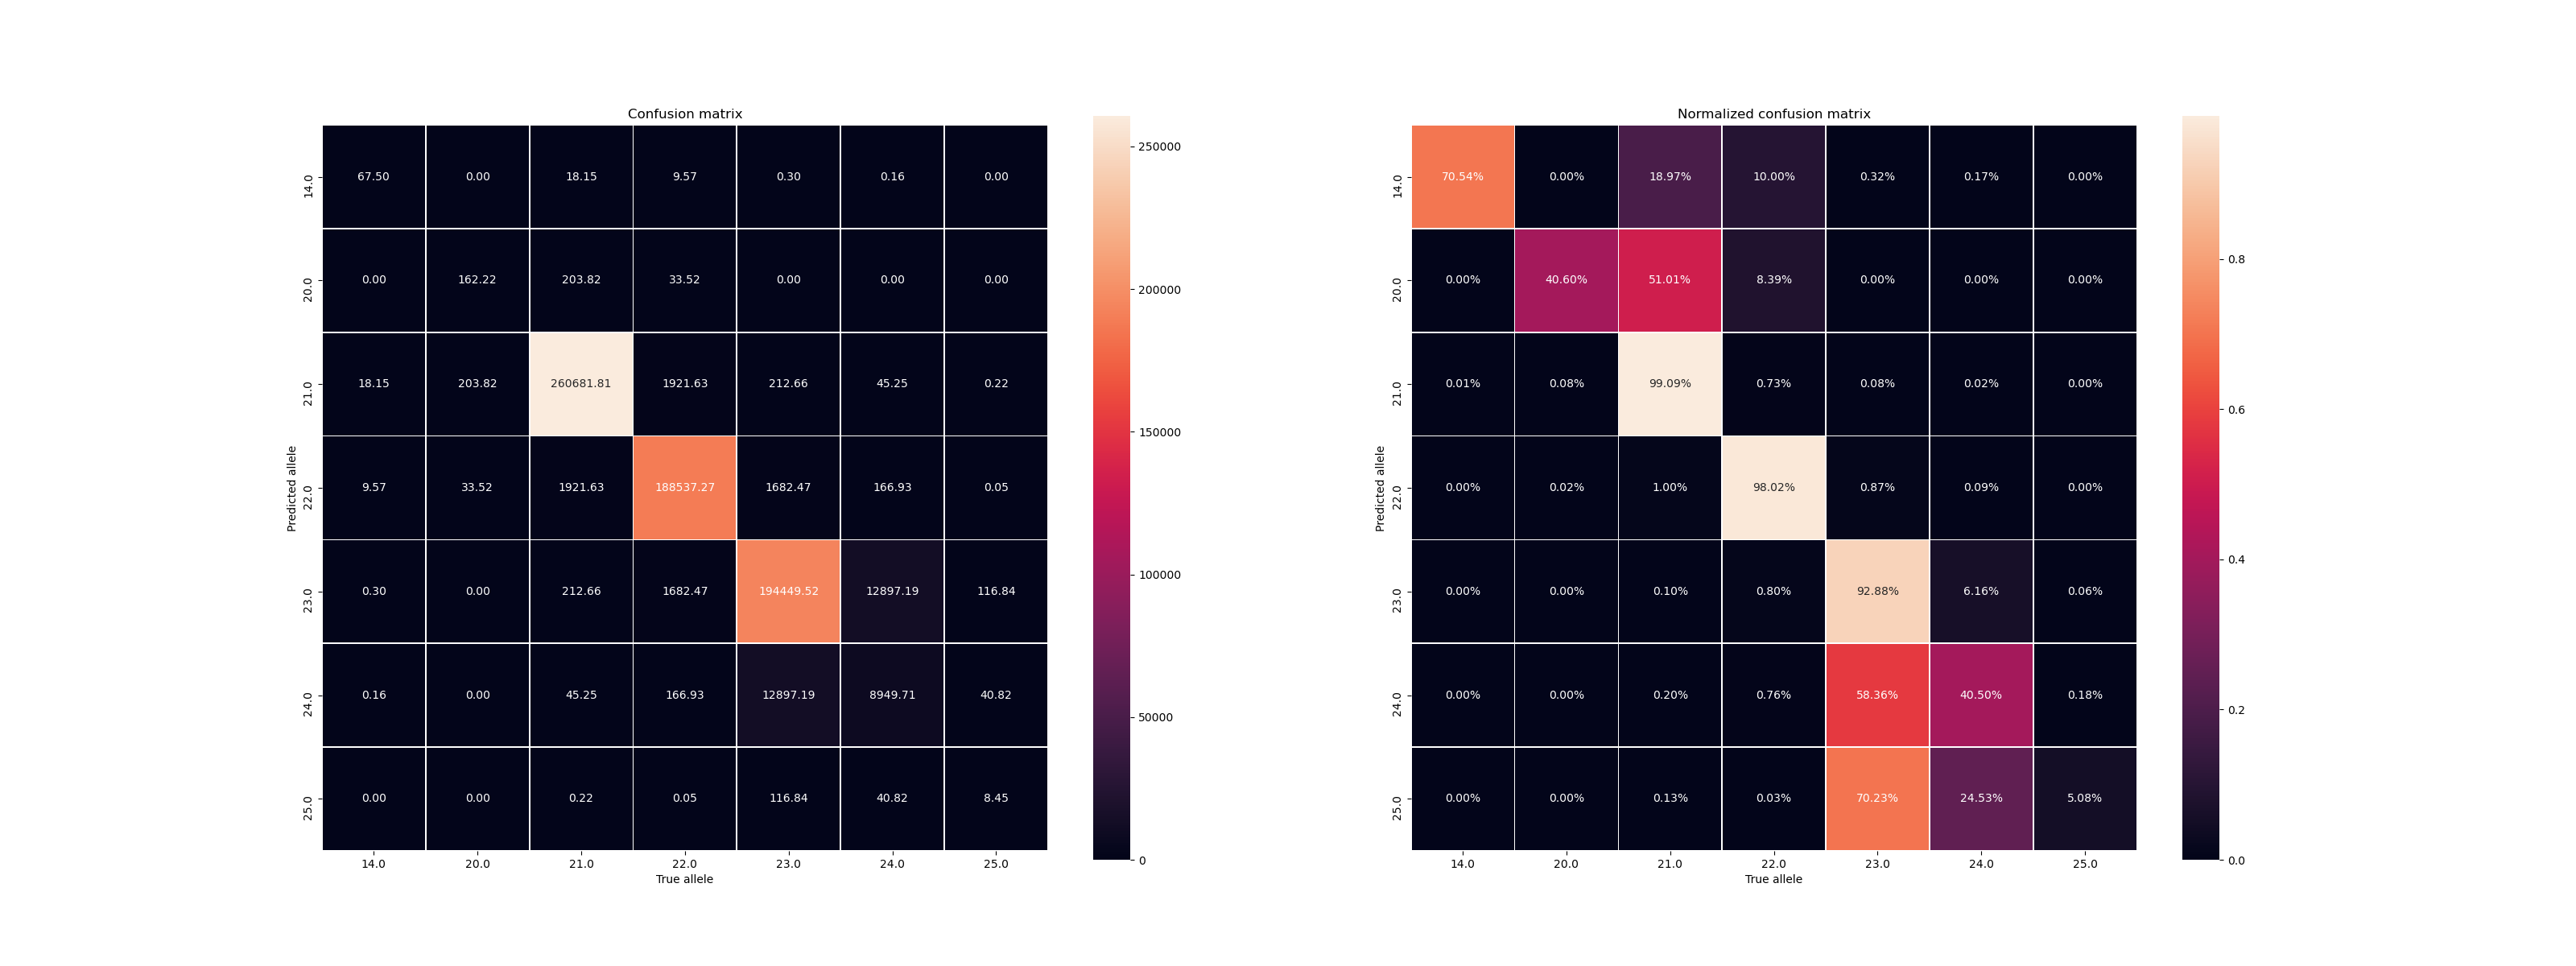 Confusion matrix
14.0 67.50 0.00 18.15 9.57 0.30 0.16 0.00
20.0 0.00 162.22 203.82 33.52 0.00 0.00 0.00
21.0 18.15 203.82 260681.81 1921.63 212.66 45.25 0.22
22.0 9.57 33.52 1921.63 188537.27 1682.47 166.93 0.05
23.0 0.30 0.00 212.66 1682.47 194449.52 12897.19 116.84
24.0 0.16 0.00 45.25 166.93 12897.19 8949.71 40.82
25.0 0.00 0.00 0.22 0.05 116.84 40.82 8.45
Predicted allele
14.0 20.0 21.0 22.0 23.0 24.0 25.0
True allele
250000
200000
150000
100000
50000
0
Normalized confusion matrix
14.0 70.54% 0.00% 18.97% 10.00% 0.32% 0.17% 0.00%
20.0 0.00% 40.60% 51.01% 8.39% 0.00% 0.00% 0.00%
21.0 0.01% 0.08% 99.09% 0.73% 0.08% 0.02% 0.00%
22.0 0.00% 0.02% 1.00% 98.02% 0.87% 0.09% 0.00%
23.0 0.00% 0.00% 0.10% 0.80% 92.88% 6.16% 0.06%
24.0 0.00% 0.00% 0.20% 0.76% 58.36% 40.50% 0.18%
25.0 0.00% 0.00% 0.13% 0.03% 70.23% 24.53% 5.08%
Predicted allele
14.0 20.0 21.0 22.0 23.0 24.0 25.0
True allele
0.8
0.6
0.4
0.2
0.0